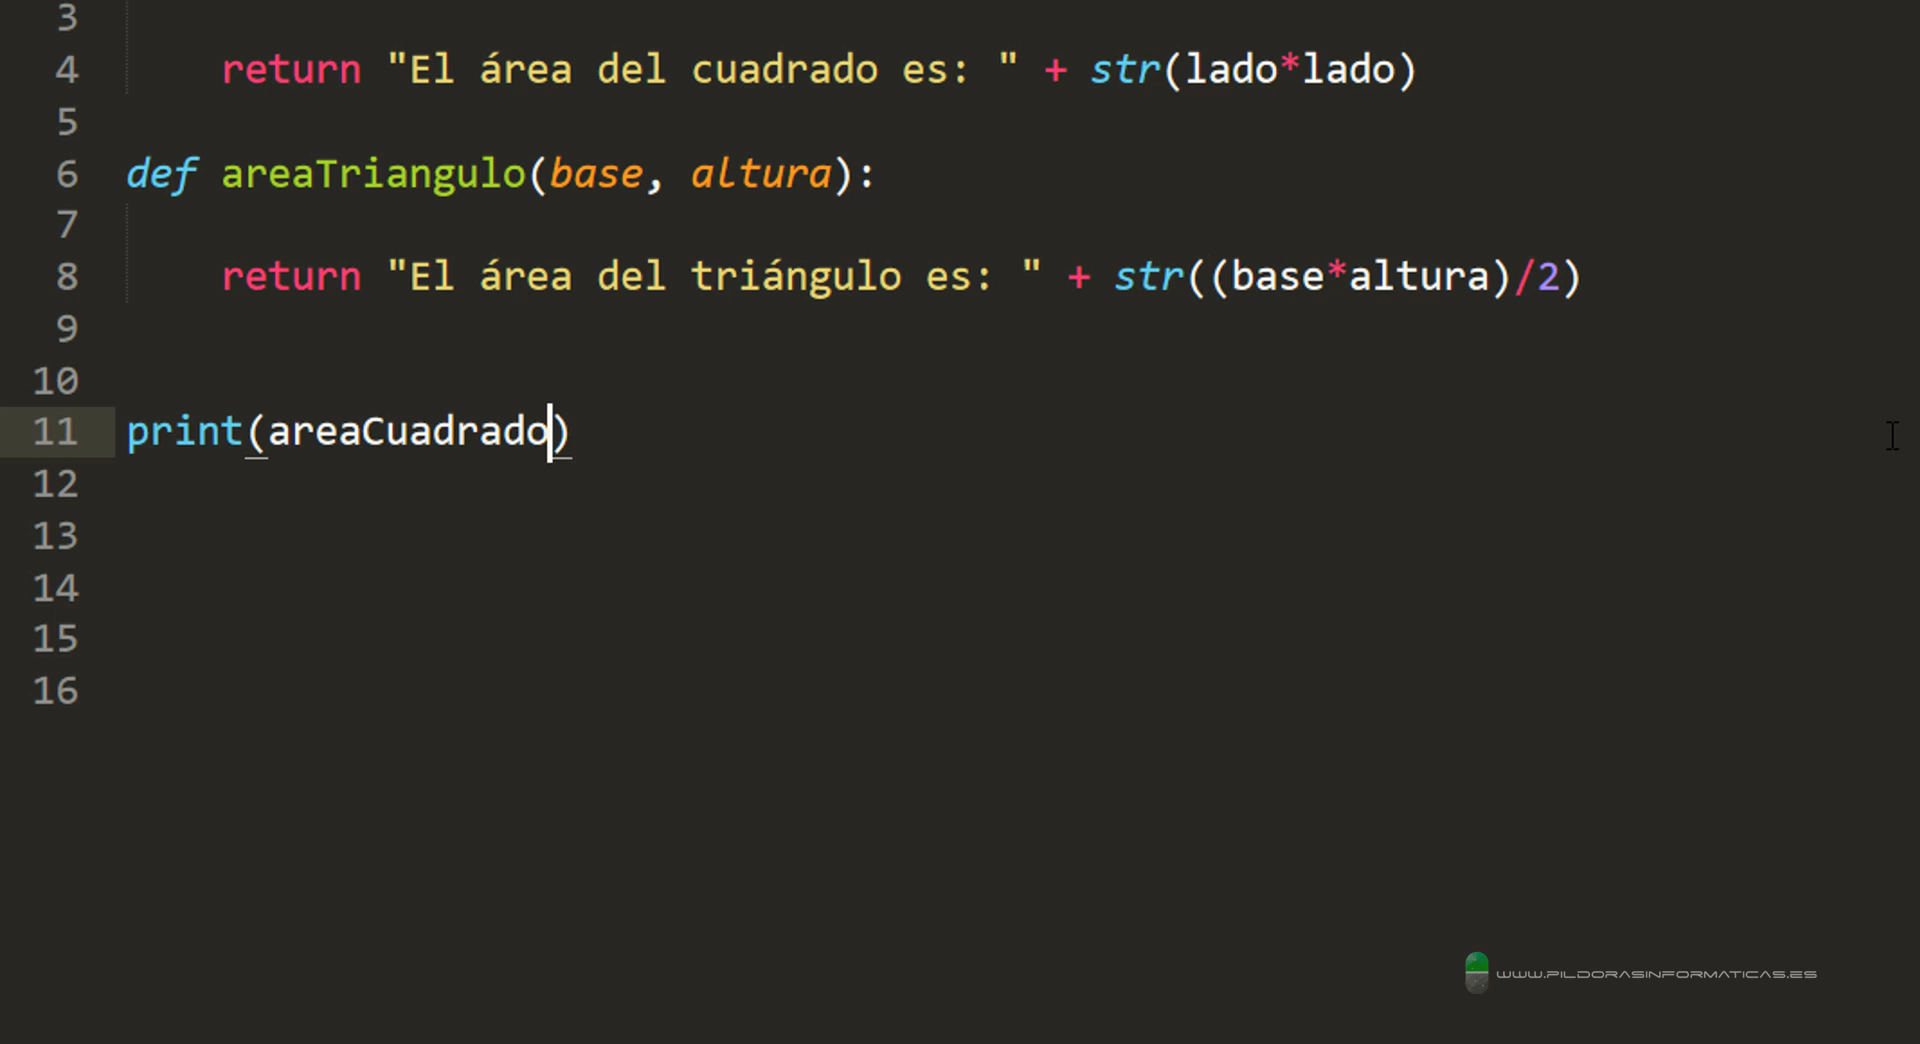 3
4 return "El área del cuadrado es: " + str(lado*lado)
5
6 def areaTriangulo(base, altura):
7
8 return "El área del triángulo es: " + str((base*altura)/2)
9
10
11 print(areaCuadrado)
12
13
14
15
16
WWW.PILDORASINFORMATICAS.ES